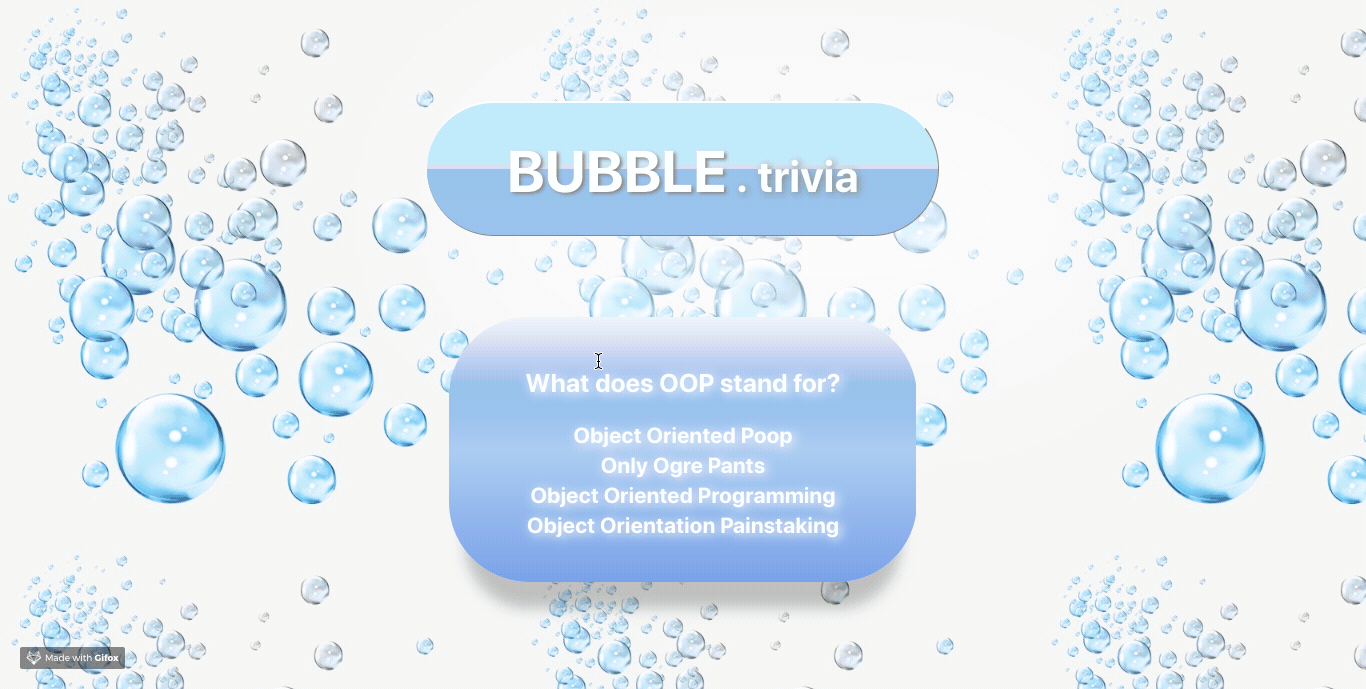 BUBBLE . trivia
What does OOP stand for?
Object Oriented Poop
Only Ogre Pants
Object Oriented Programming
Object Orientation Painstaking
Made with Gifox